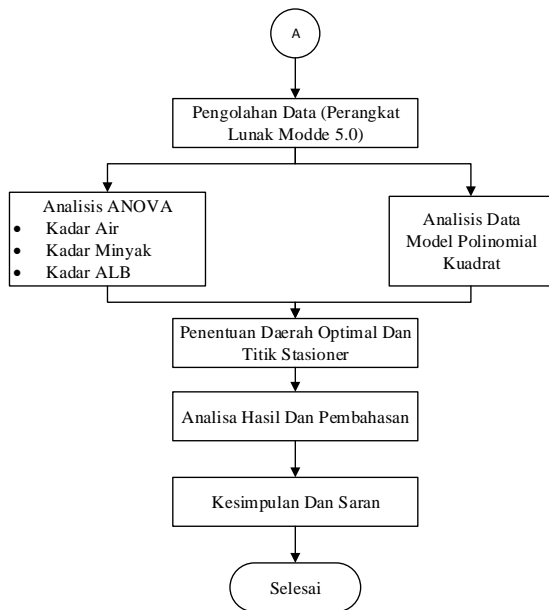 A
Pengolahan Data (Perangkat
Lunak Modde 5.0)
Analisis ANOVA
• Kadar Air
• Kadar Minyak
• Kadar ALB
Analisis Data
Model Polinomial
Kuadrat
Penentuan Daerah Optimal Dan
Titik Stasioner
Analisa Hasil Dan Pembahasan
Kesimpulan Dan Saran
Selesai